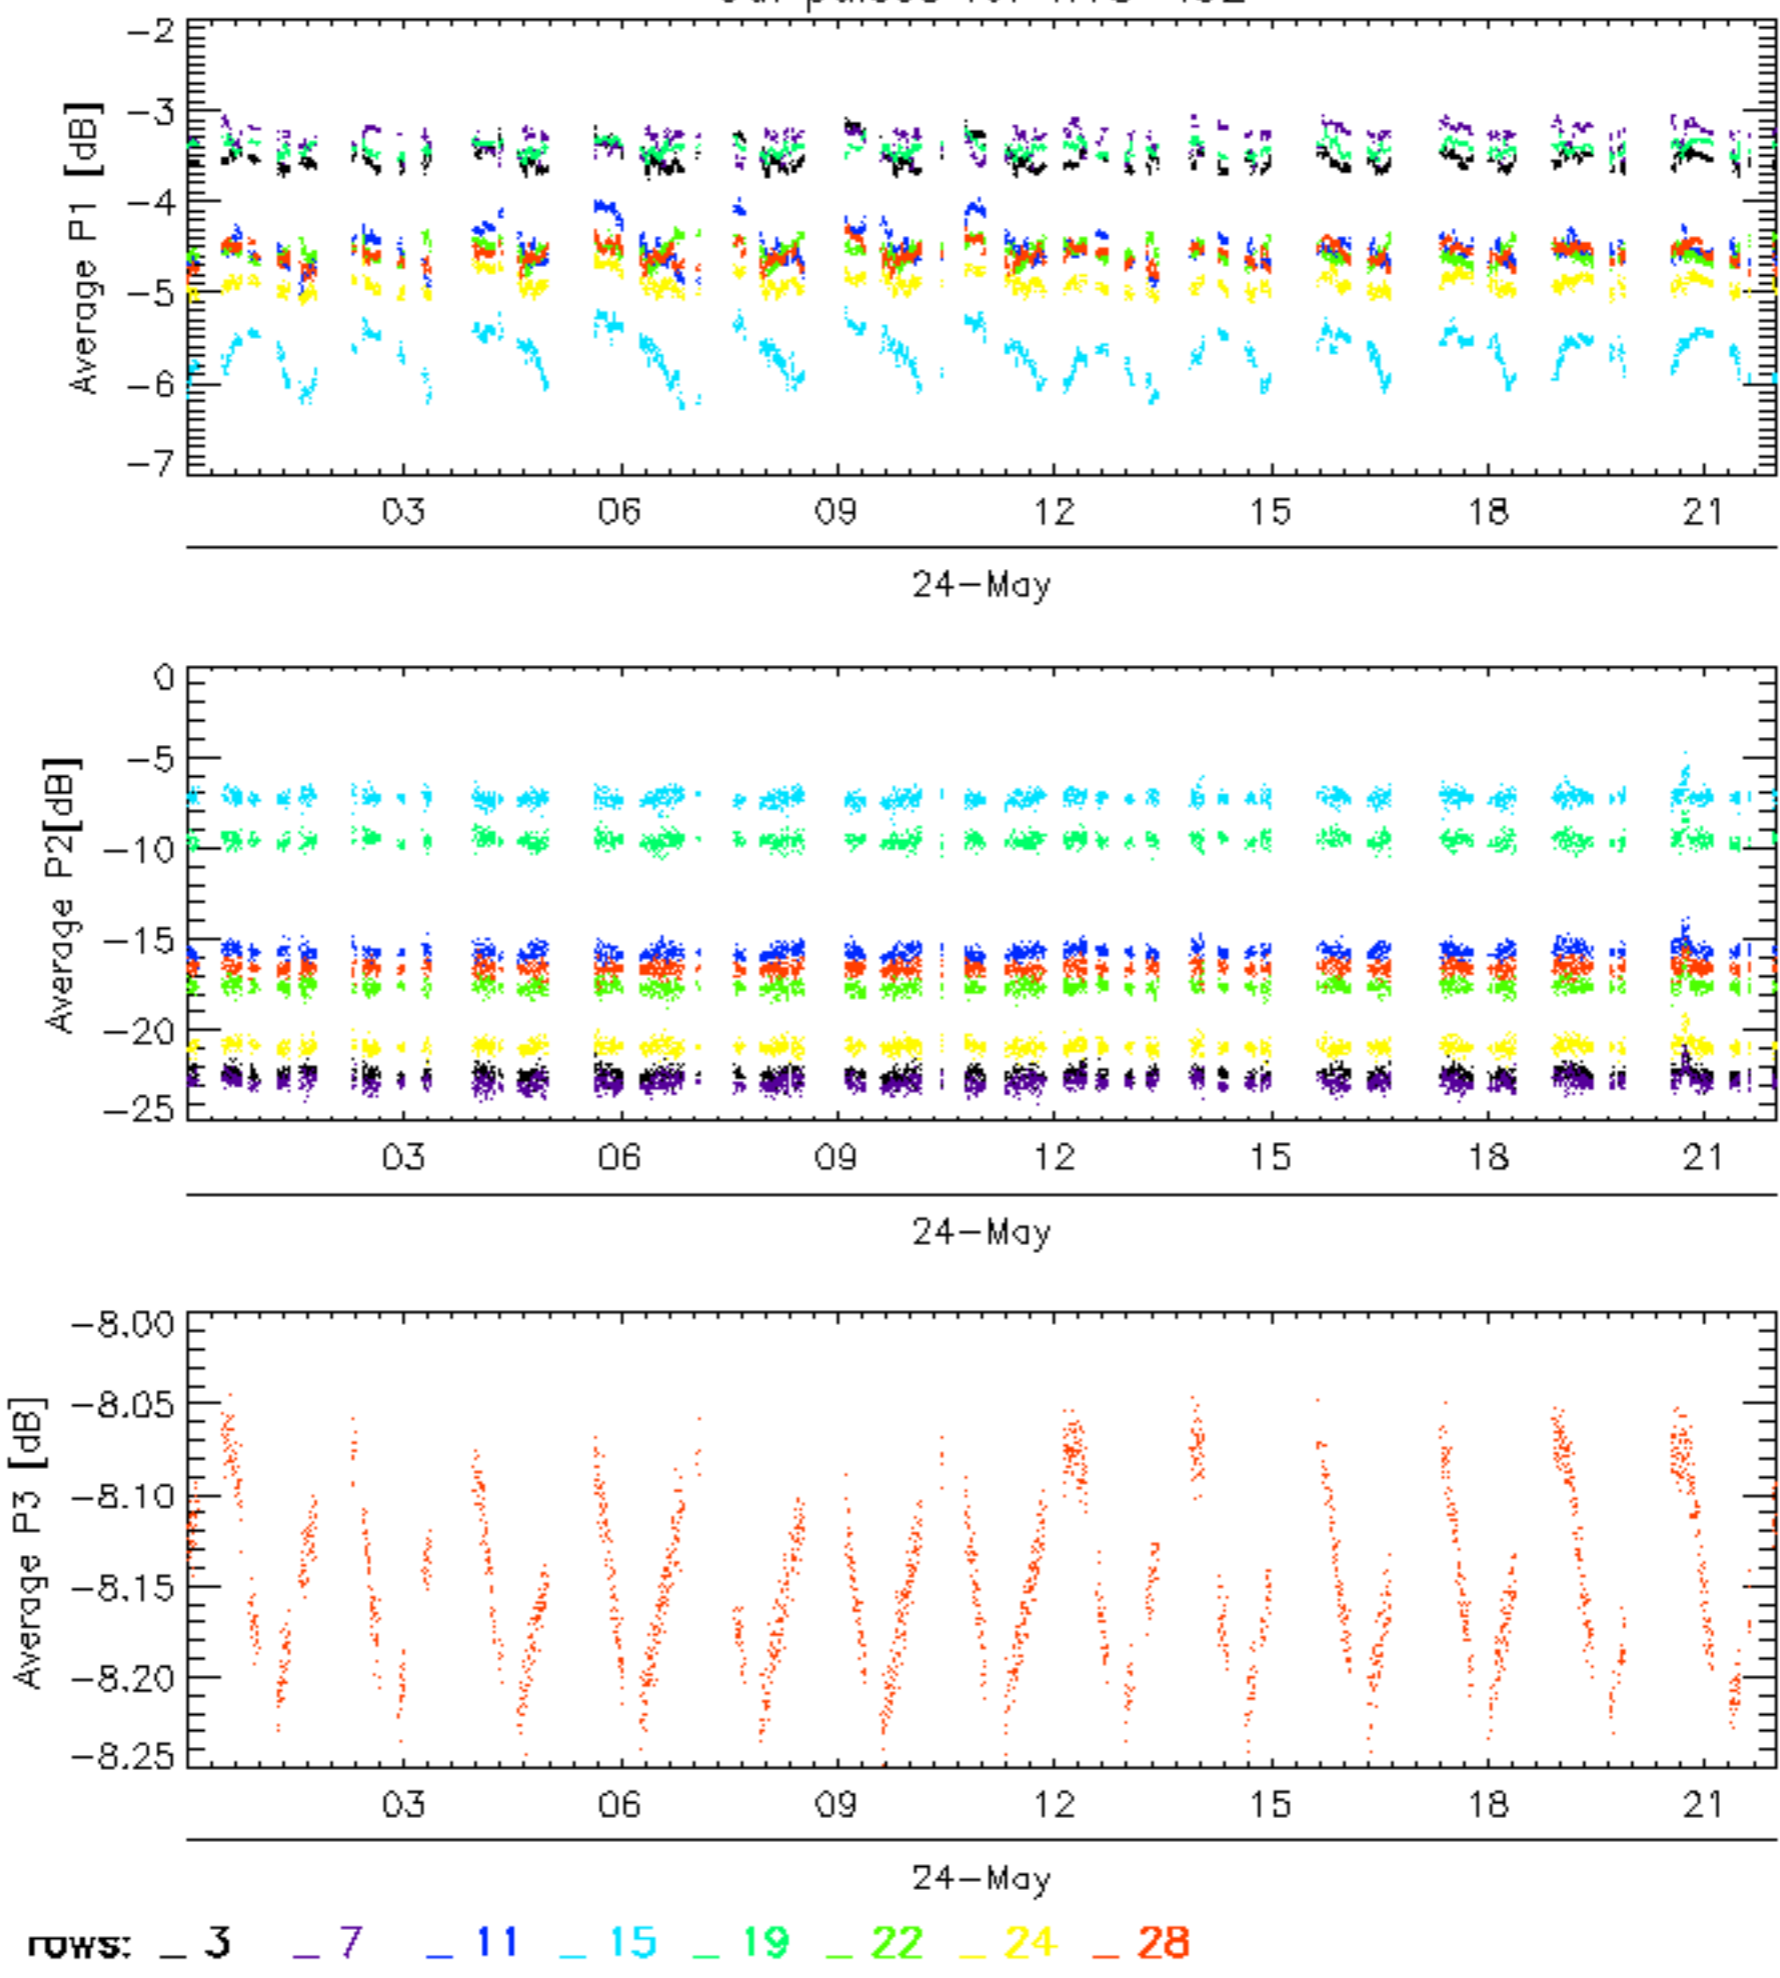 -2
-3
-4
-5
-6
-7
Average P1 [dB]
03 06 09 12 15 18 21
24-May
0
-5
-10
-15
-20
-25
Average P2[dB]
03 06 09 12 15 18 21
24-May
-8.00
-8.05
-8.10
-8.15
-8.20
-8.25
Average P3 [dB]
03 06 09 12 15 18 21
24-May
rows: _ 3 _ 7 _ 11 _ 15 _ 19 _ 22 _ 24 _ 28